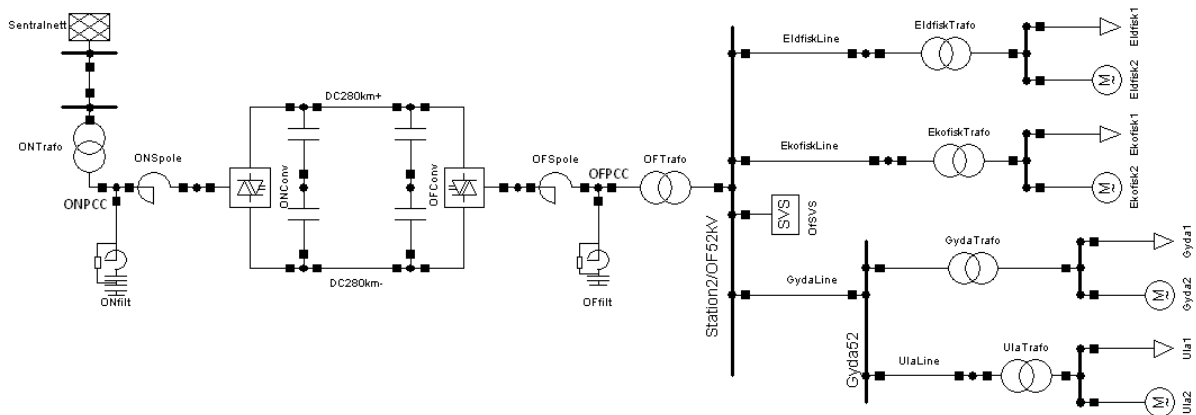 Sentralnett
ONTrafo
ONSpole
ONPCC
ONfilt
DC280km+
ONConv
OFConv
DC280km-
OFSpole
OFPCC
OFTrafo
OFfilt
Station2/OF52kV
SVS
OfSVS
EldfiskLine
EldfiskTrafo
Eldfisk1
M~
Eldfisk2
EkofiskLine
EkofiskTrafo
Ekofisk1
M~
Ekofisk2
GydaLine
Gyda52
GydaTrafo
Gyda1
M~
Gyda2
UlaLine
UlaTrafo
Ula1
M~
Ula2